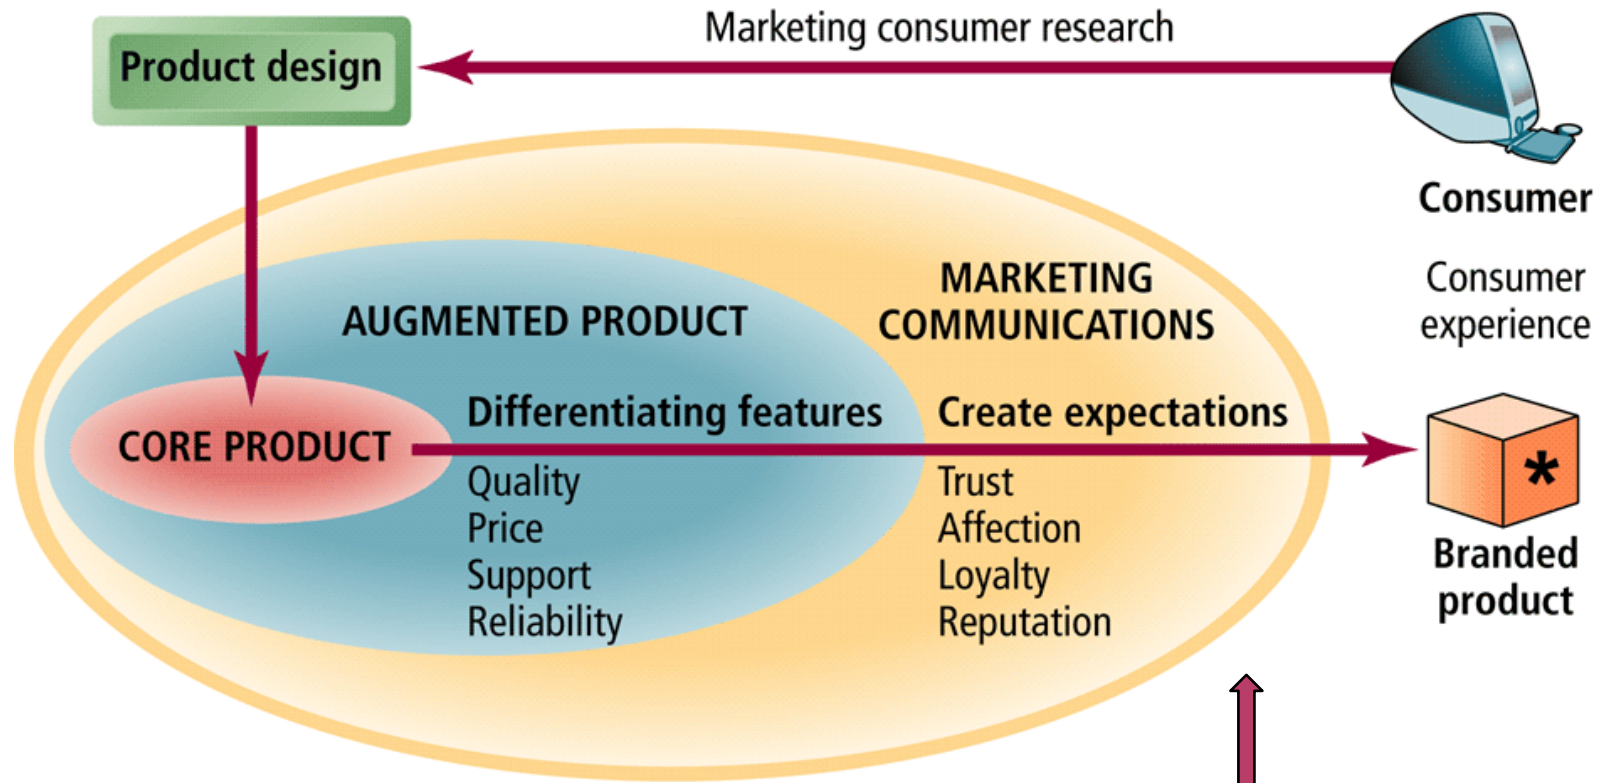 Marketing consumer research
Product design
Consumer
Consumer
experience
AUGMENTED PRODUCT
MARKETING
COMMUNICATIONS
CORE PRODUCT
Differentiating features
Quality
Price
Support
Reliability
Create expectations
Trust
Affection
Loyalty
Reputation
*
Branded
product